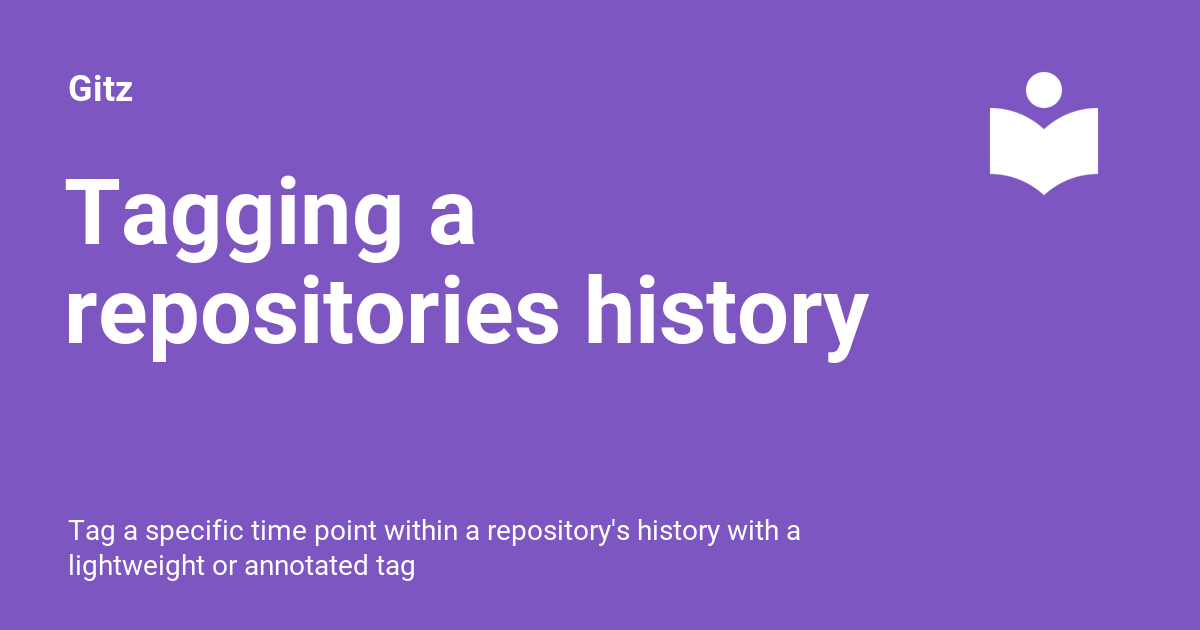 Gitz
Tagging a
repositories history
Tag a specific time point within a repository's history with a
lightweight or annotated tag